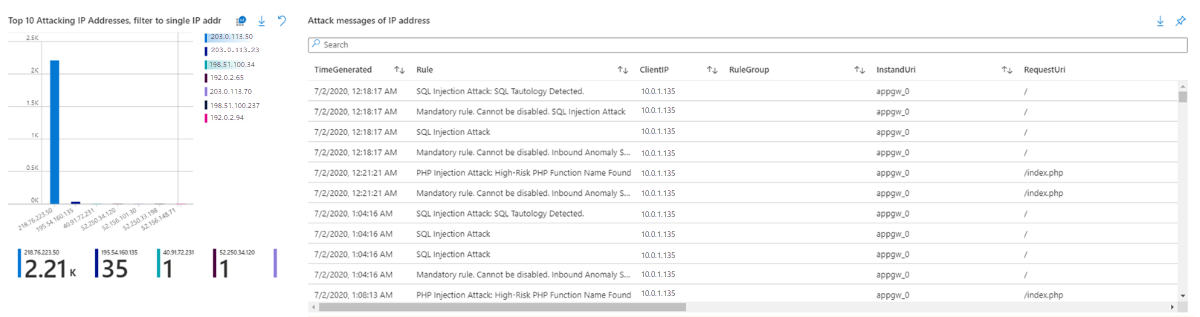 Top 10 Attacking IP Addresses, filter to single IP addr
2.5K
2K
1.5K
1K
0.5K
0K
218.76.223.50
195.54.160.135
40.91.72.231
52.250.34.120
52.156.101.30
52.250.33.198
52.156.148.71
203.0.113.50
203.0.113.23
198.51.100.34
192.0.2.65
203.0.113.70
198.51.100.237
192.0.2.94
218.76.223.50
2.21 K
195.54.160.135
35
40.91.72.231
1
52.250.34.120
1
Attack messages of IP address
Search
TimeGenerated Rule ClientIP RuleGroup InstandUri RequestUri
7/2/2020, 12:18:17 AM SQL Injection Attack: SQL Tautology Detected. 10.0.1.135 appgw_0 /
7/2/2020, 12:18:17 AM Mandatory rule. Cannot be disabled. SQL Injection Attack 10.0.1.135 appgw_0 /
7/2/2020, 12:18:17 AM SQL Injection Attack 10.0.1.135 appgw_0 /
7/2/2020, 12:18:17 AM Mandatory rule. Cannot be disabled. Inbound Anomaly S... 10.0.1.135 appgw_0 /
7/2/2020, 12:21:21 AM PHP Injection Attack: High-Risk PHP Function Name Found 10.0.1.135 appgw_0 /index.php
7/2/2020, 12:21:21 AM Mandatory rule. Cannot be disabled. Inbound Anomaly S... 10.0.1.135 appgw_0 /index.php
7/2/2020, 1:04:16 AM SQL Injection Attack: SQL Tautology Detected. 10.0.1.135 appgw_0 /
7/2/2020, 1:04:16 AM SQL Injection Attack 10.0.1.135 appgw_0 /
7/2/2020, 1:04:16 AM SQL Injection Attack 10.0.1.135 appgw_0 /
7/2/2020, 1:04:16 AM Mandatory rule. Cannot be disabled. Inbound Anomaly S... 10.0.1.135 appgw_0 /
7/2/2020, 1:08:13 AM PHP Injection Attack: High-Risk PHP Function Name Found 10.0.1.135 appgw_0 /index.php